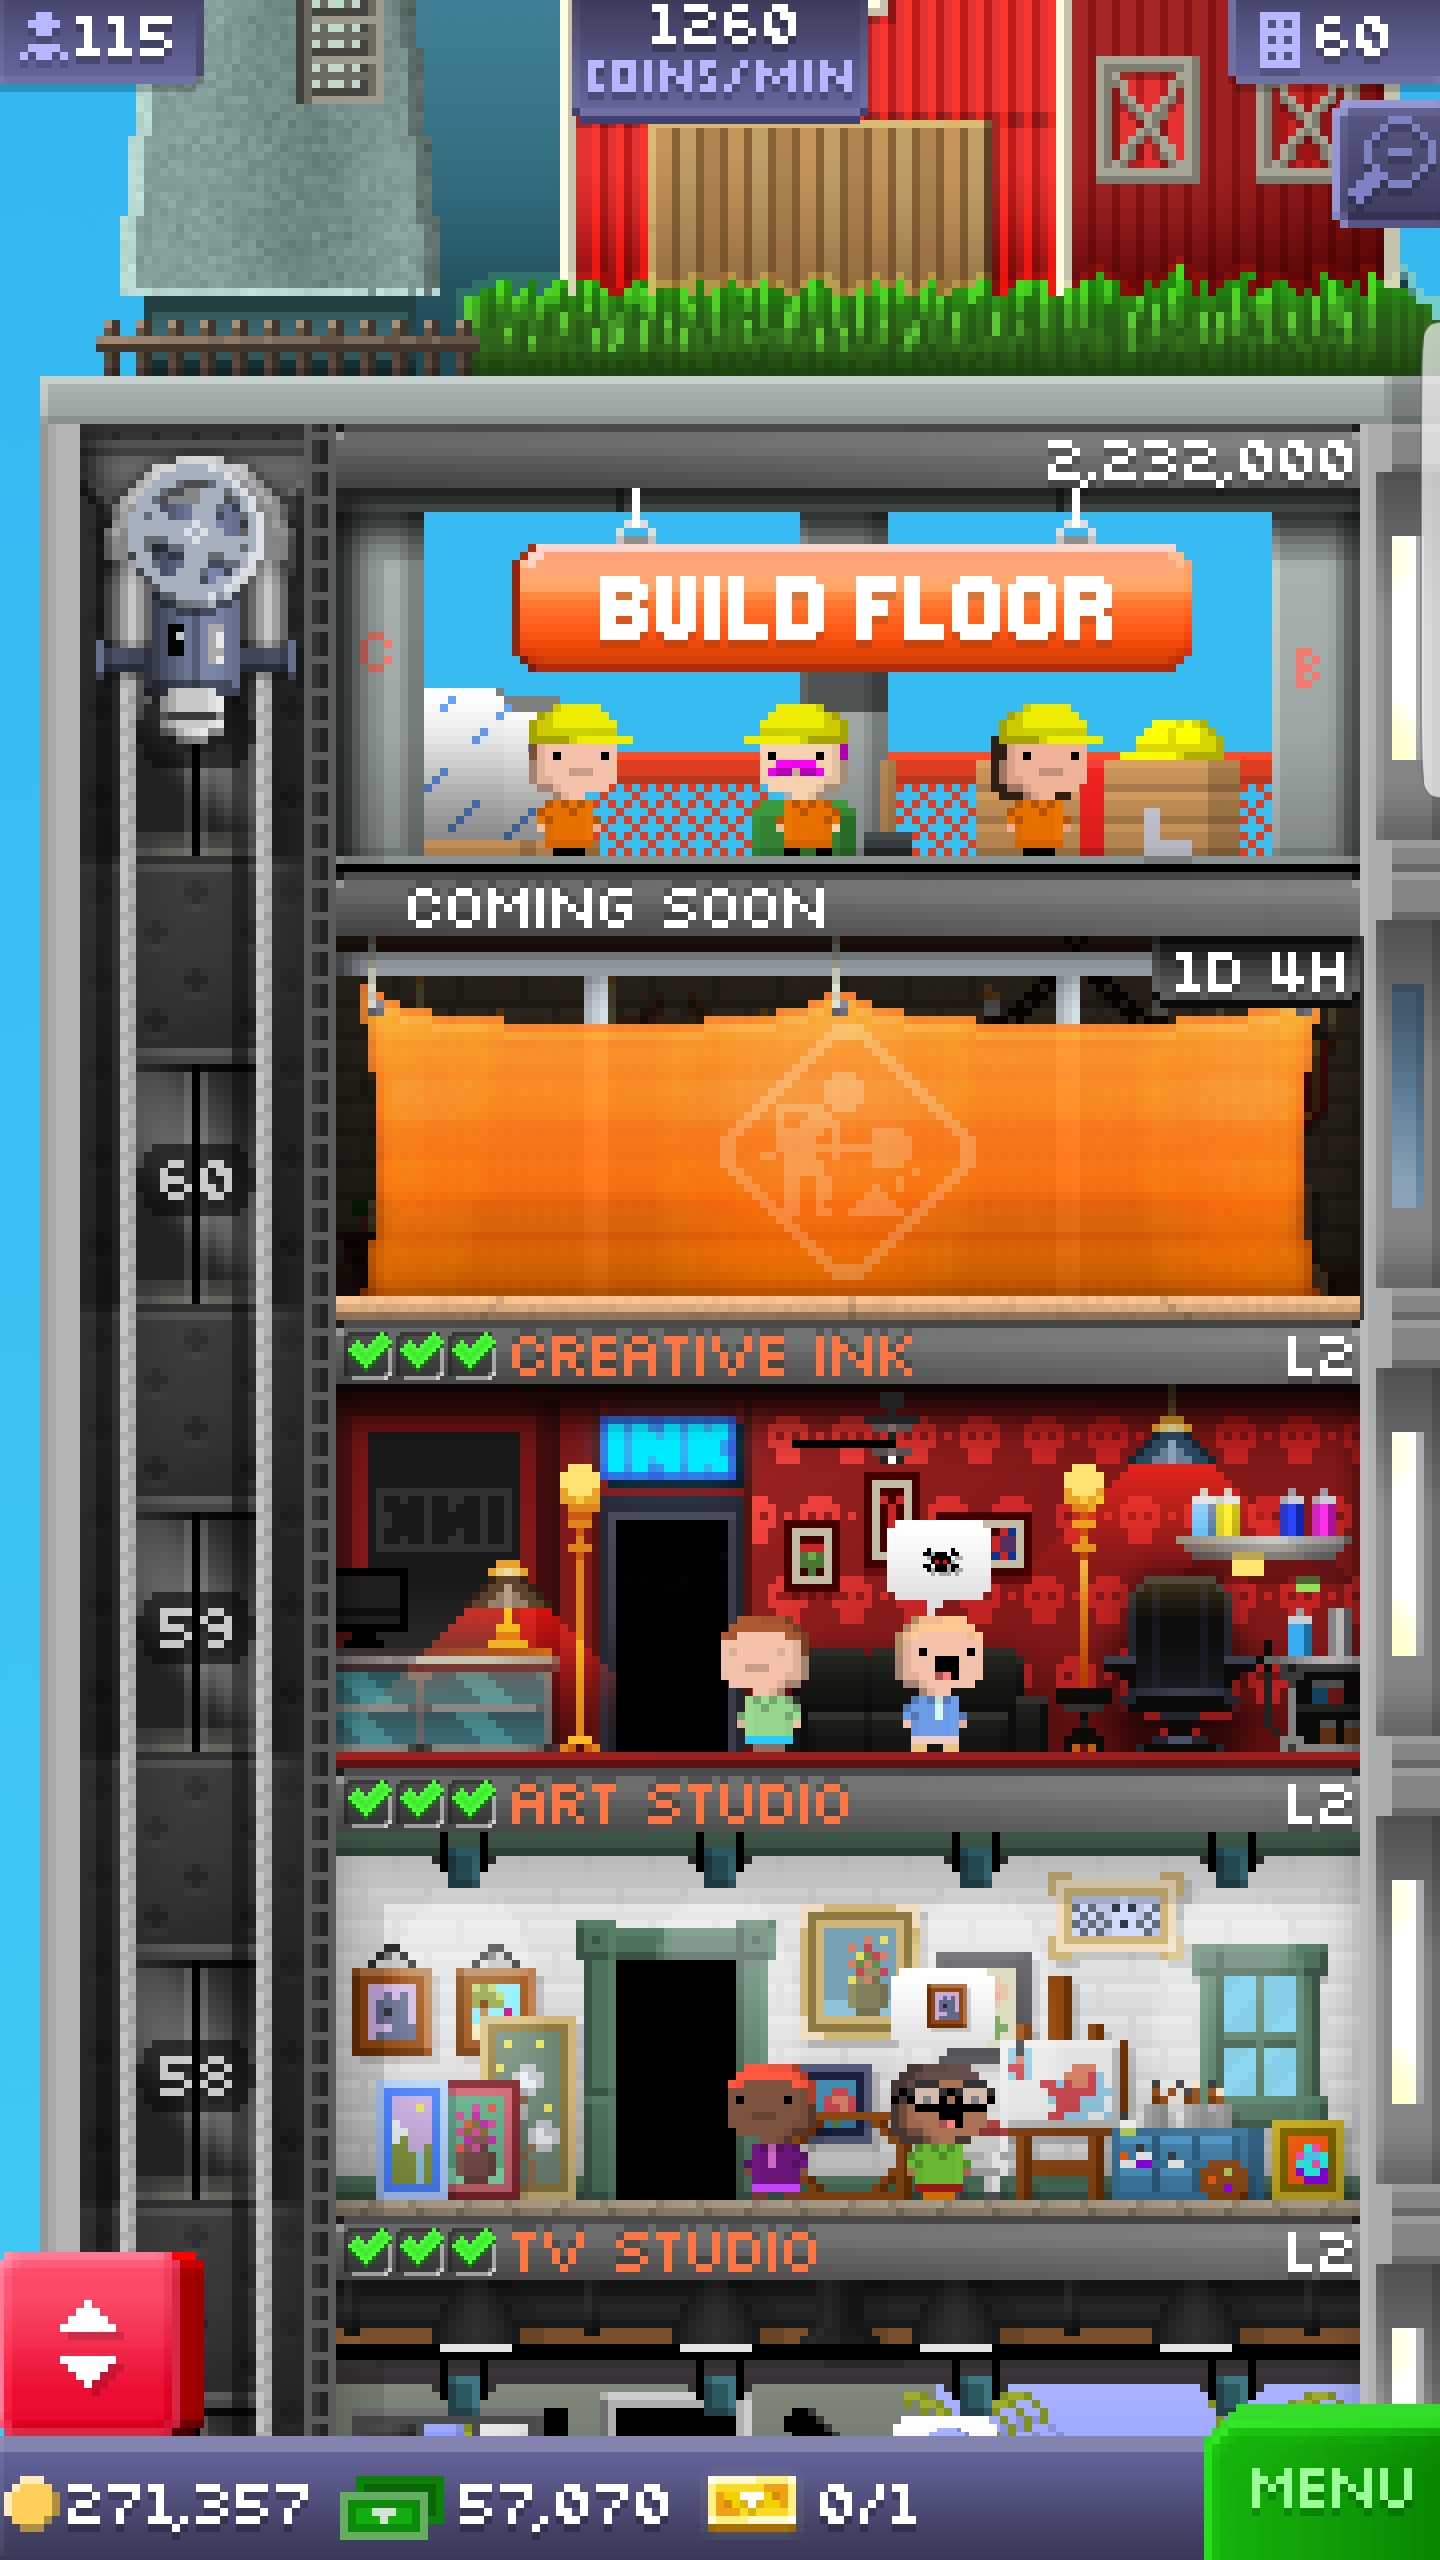 115
1260
COINS/MIN
60
2,232,000
BUILD FLOOR
C
B
COMING SOON
1D 4H
60
CREATIVE INK L2
INK
59
ART STUDIO L2
58
TV STUDIO L2
271,357 57,070 0/1
MENU